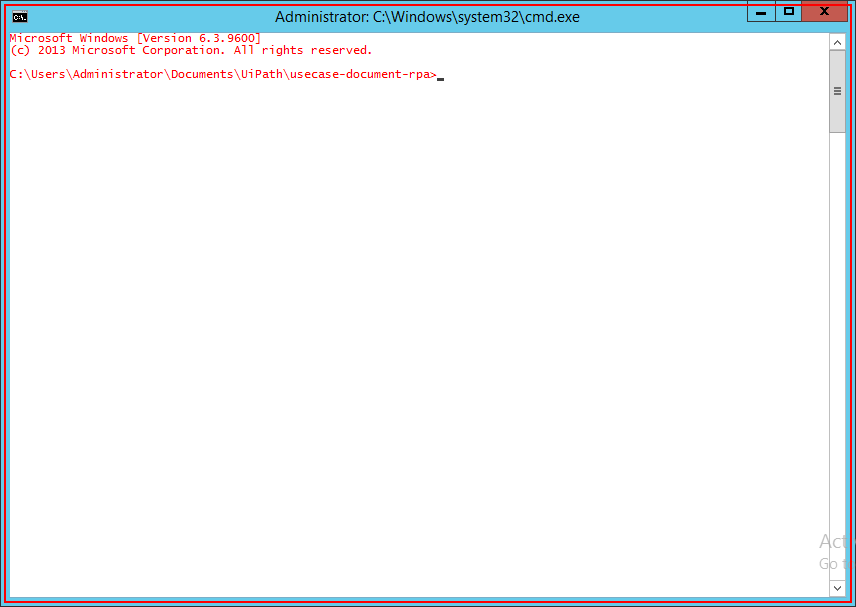 Administrator: C:\Windows\system32\cmd.exe
Microsoft Windows [Version 6.3.9600]
(c) 2013 Microsoft Corporation. All rights reserved.
C:\Users\Administrator\Documents\UiPath\usecase-document-rpa>
Act
Go t